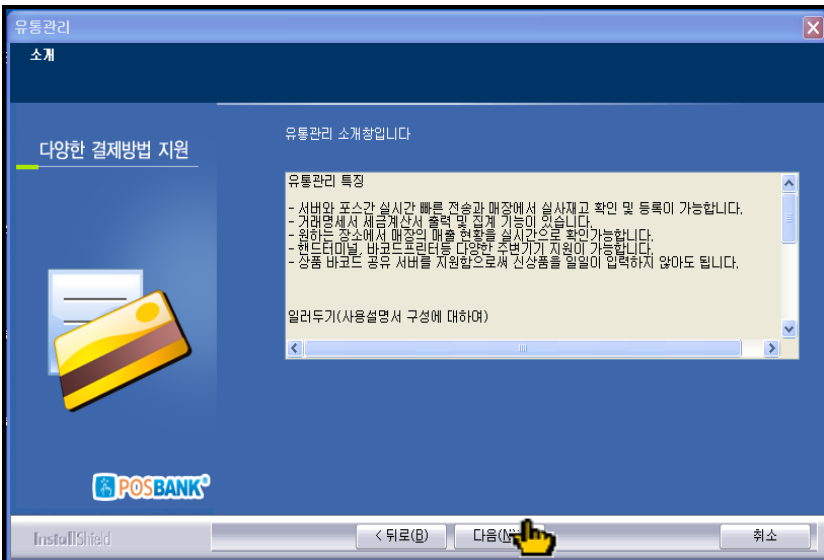 유통관리
소개
다양한 결제방법 지원
유통관리 소개창입니다
유통관리 특징
- 서버와 포스간 실시간 빠른 전송과 매장에서 실사재고 확인 및 등록이 가능합니다.
- 거래명세서 세금계산서 출력 및 집계 기능이 있습니다.
- 원하는 장소에서 매장의 매출 현황을 실시간으로 확인가능합니다.
- 핸드터미널, 바코드프린터등 다양한 주변기기 지원이 가능합니다.
- 상품 바코드 공유 서버를 지원함으로써 신상품을 일일이 입력하지 않아도 됩니다.
일러두기(사용설명서 구성에 대하여)
POSBANK®
InstallShield
< 뒤로(B)
다음(N)
취소